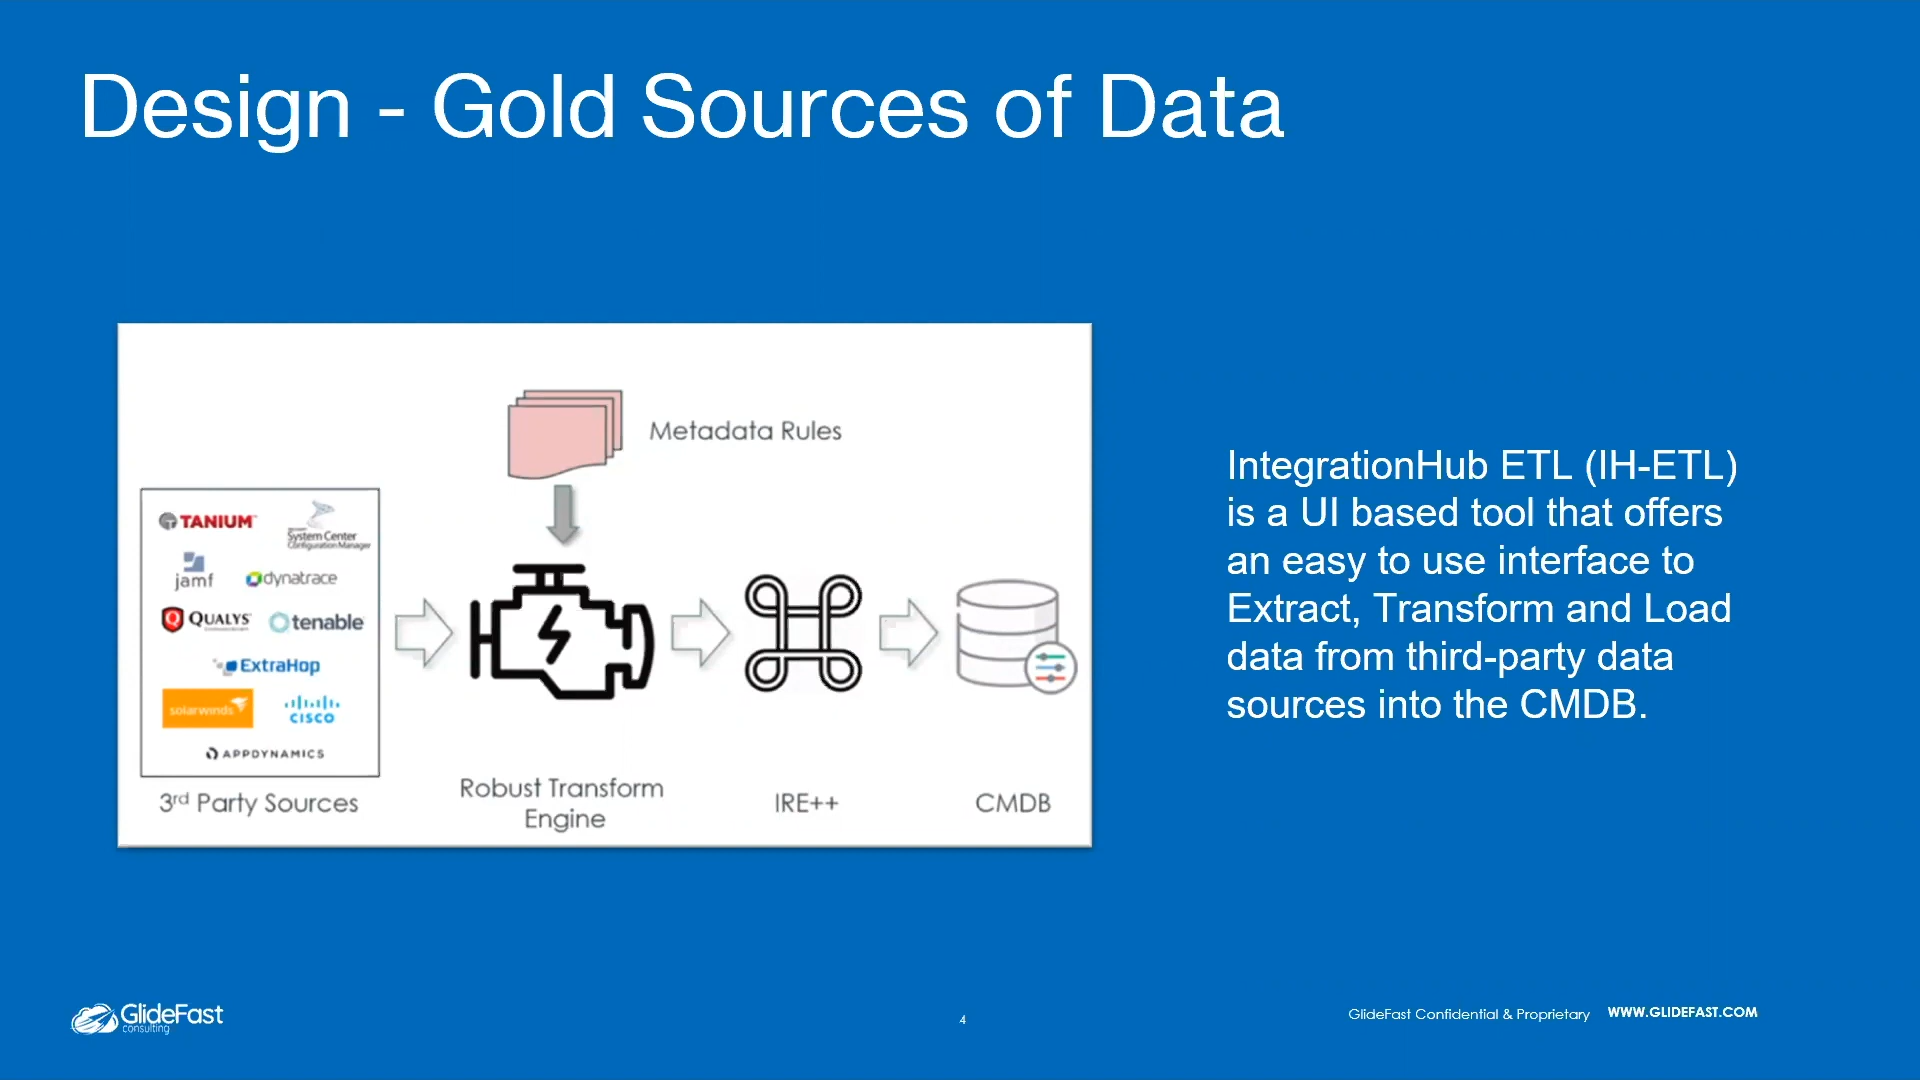 Design - Gold Sources of Data
Metadata Rules
TANIUM
System Center
Configuration Manager
jamf
dynatrace
QUALYS
tenable
ExtraHop
solarwinds
CISCO
APPDYNAMICS
3rd Party Sources
Robust Transform
Engine
IRE++
CMDB
IntegrationHub ETL (IH-ETL)
is a UI based tool that offers
an easy to use interface to
Extract, Transform and Load
data from third-party data
sources into the CMDB.
GlideFast
consulting
4
GlideFast Confidential & Proprietary
WWW.GLIDEFAST.COM